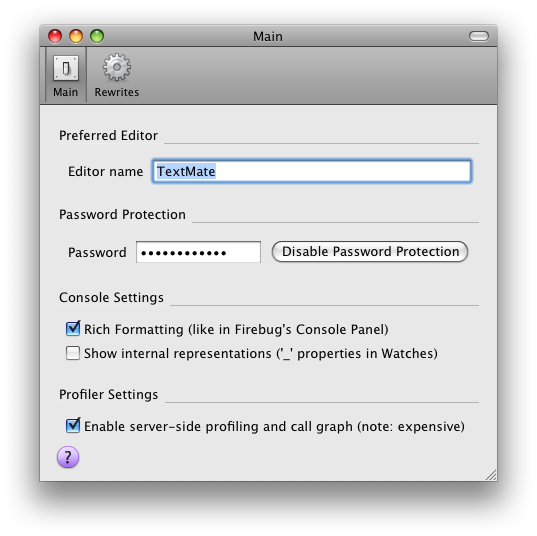 Main
Main Rewrites
Preferred Editor
Editor name TextMate
Password Protection
Password •••••••••••• Disable Password Protection
Console Settings
Rich Formatting (like in Firebug's Console Panel)
Show internal representations ('_' properties in Watches)
Profiler Settings
Enable server-side profiling and call graph (note: expensive)
?